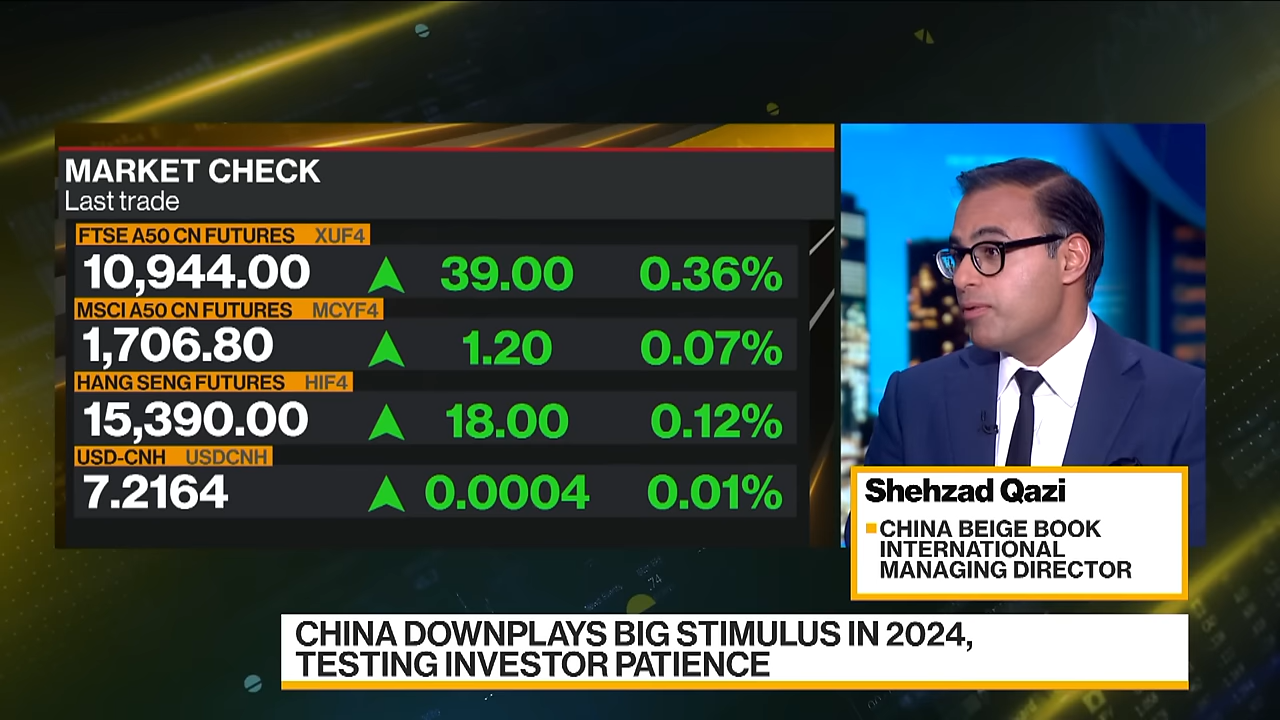 MARKET CHECK
Last trade
FTSE A50 CN FUTURES XUF4
10,944.00 39.00 0.36%
MSCI A50 CN FUTURES MCYF4
1,706.80 1.20 0.07%
HANG SENG FUTURES HIF4
15,390.00 18.00 0.12%
USD-CNH USDCNH
7.2164 0.0004 0.01%
Shehzad Qazi
CHINA BEIGE BOOK
INTERNATIONAL
MANAGING DIRECTOR
CHINA DOWNPLAYS BIG STIMULUS IN 2024,
TESTING INVESTOR PATIENCE